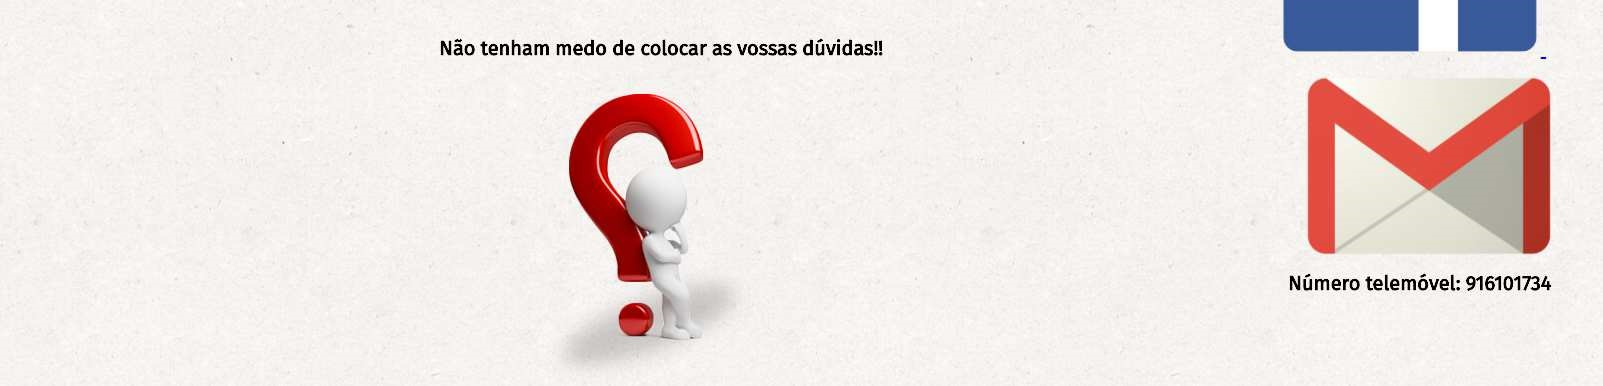 Não tenham medo de colocar as vossas dúvidas!!
Número telemóvel: 916101734